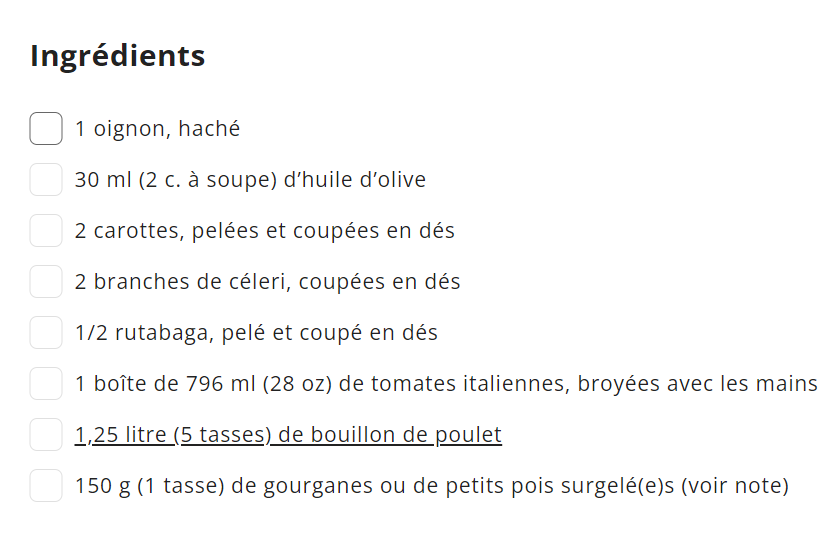 Ingrédients
1 oignon, haché
30 ml (2 c. à soupe) d’huile d’olive
2 carottes, pelées et coupées en dés
2 branches de céleri, coupées en dés
1/2 rutabaga, pelé et coupé en dés
1 boîte de 796 ml (28 oz) de tomates italiennes, broyées avec les mains
1,25 litre (5 tasses) de bouillon de poulet
150 g (1 tasse) de gourganes ou de petits pois surgelé(e)s (voir note)